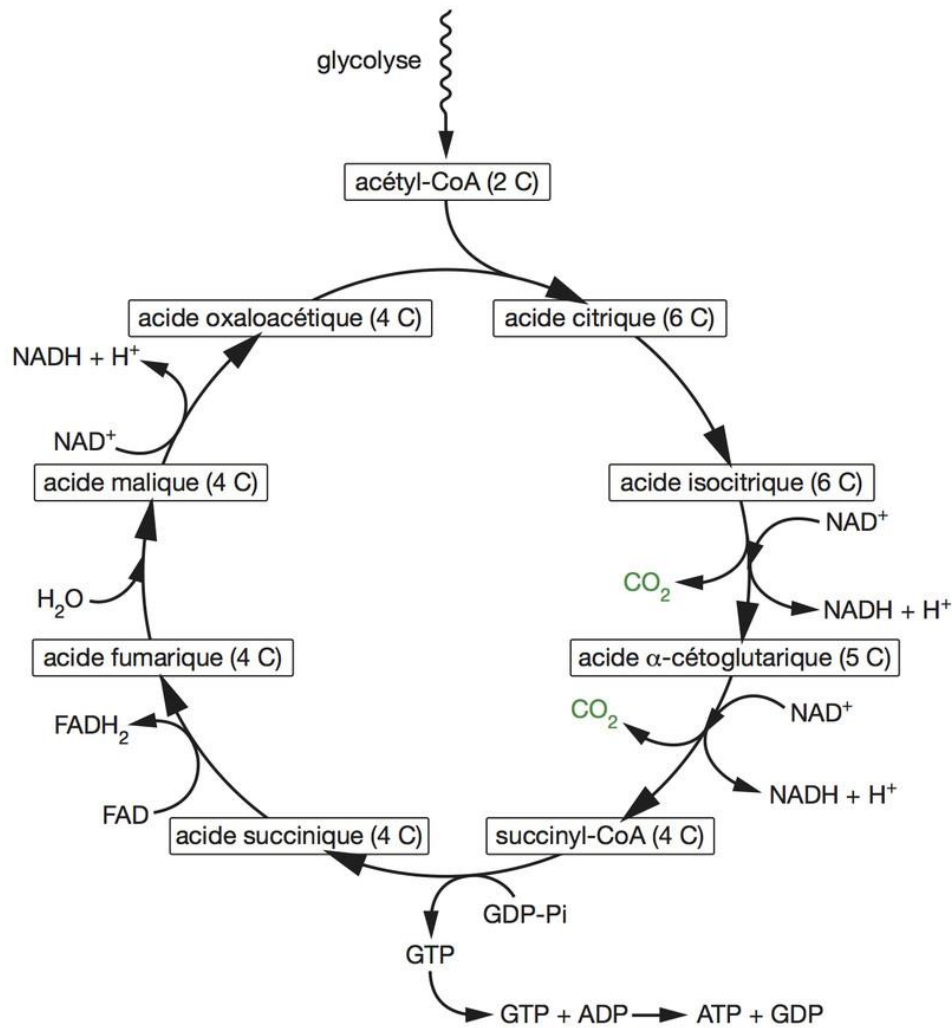 glycolyse
acétyl-CoA (2 C)
acide oxaloacétique (4 C)
acide citrique (6 C)
NADH + H⁺
NAD⁺
acide malique (4 C)
acide isocitrique (6 C)
NAD⁺
CO₂
NADH + H⁺
H₂O
acide fumarique (4 C)
acide α-cétoglutarique (5 C)
CO₂
NAD⁺
FADH₂
NADH + H⁺
FAD
acide succinique (4 C)
succinyl-CoA (4 C)
GDP-Pi
GTP
GTP + ADP
ATP + GDP